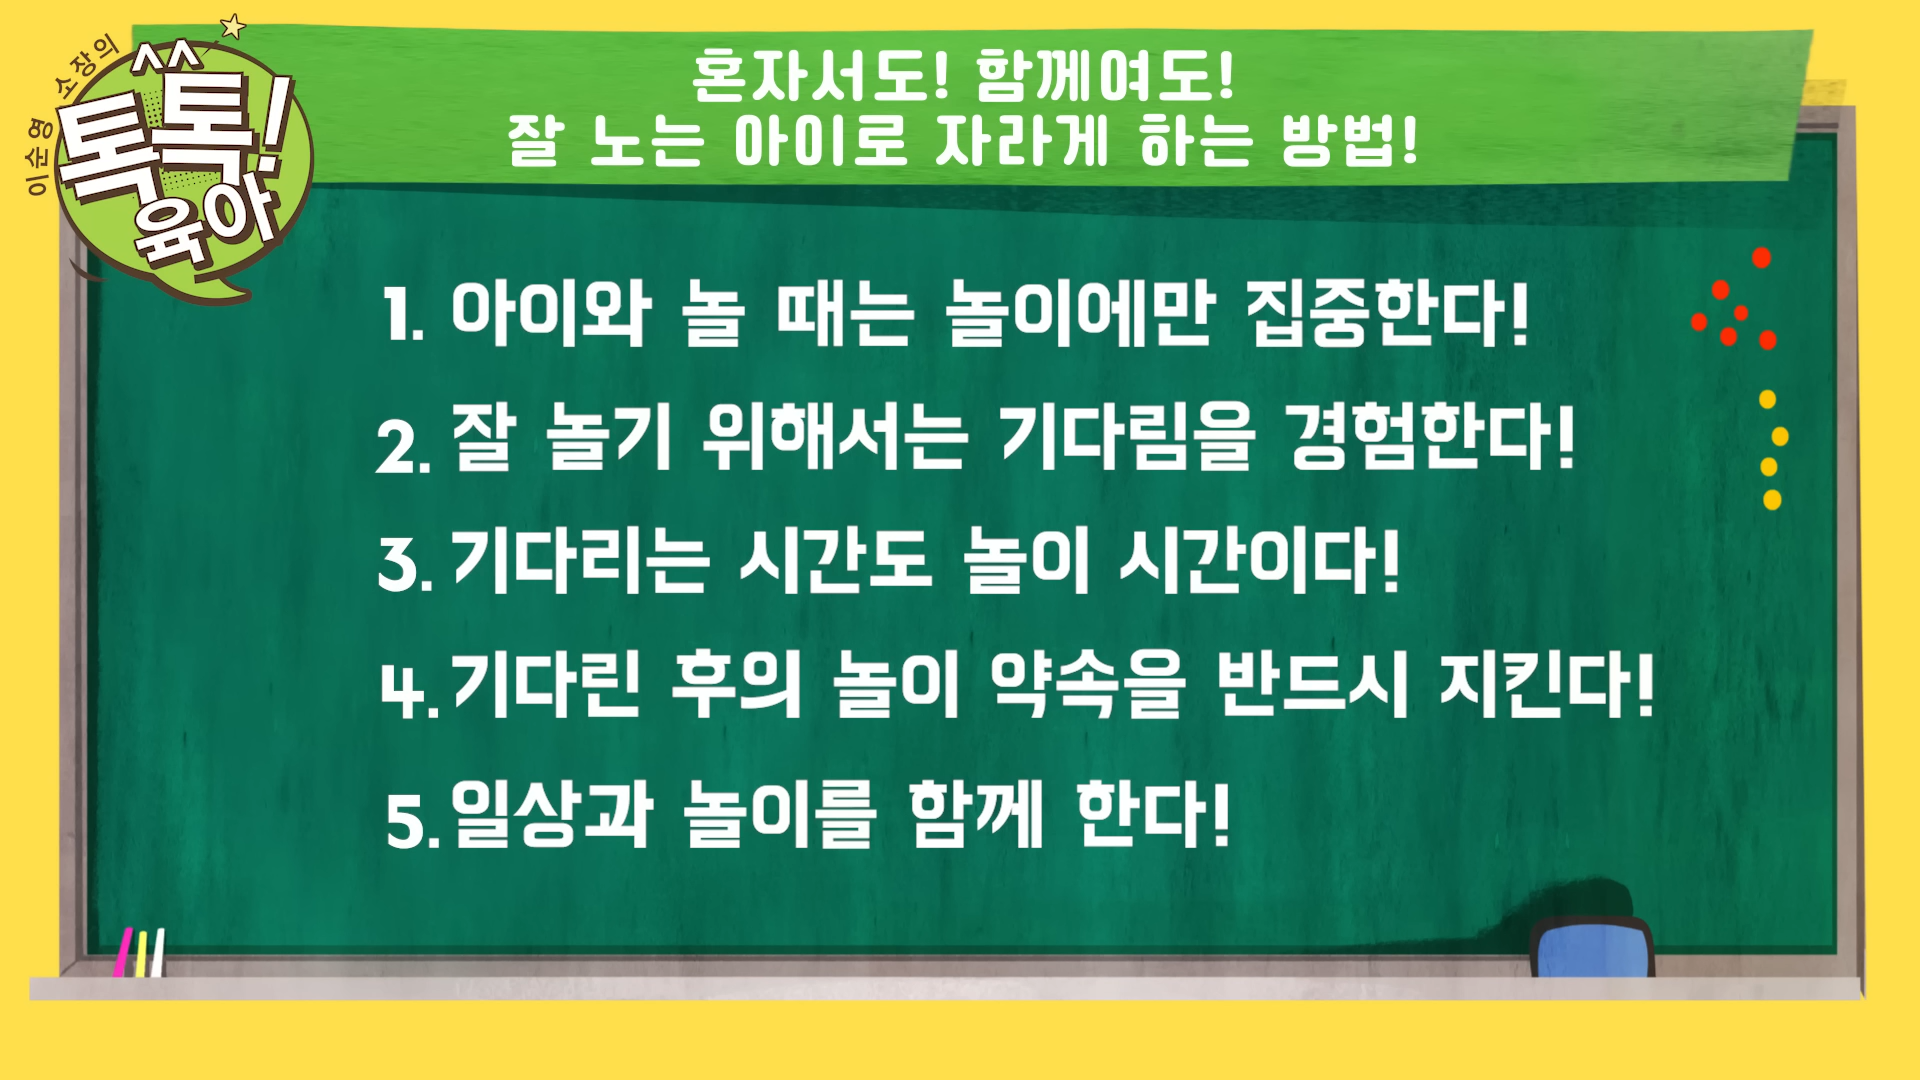 이순영 소장의
톡톡!
육아
혼자서도! 함께여도!
잘 노는 아이로 자라게 하는 방법!
1. 아이와 놀 때는 놀이에만 집중한다!
2. 잘 놀기 위해서는 기다림을 경험한다!
3. 기다리는 시간도 놀이 시간이다!
4. 기다린 후의 놀이 약속을 반드시 지킨다!
5. 일상과 놀이를 함께 한다!